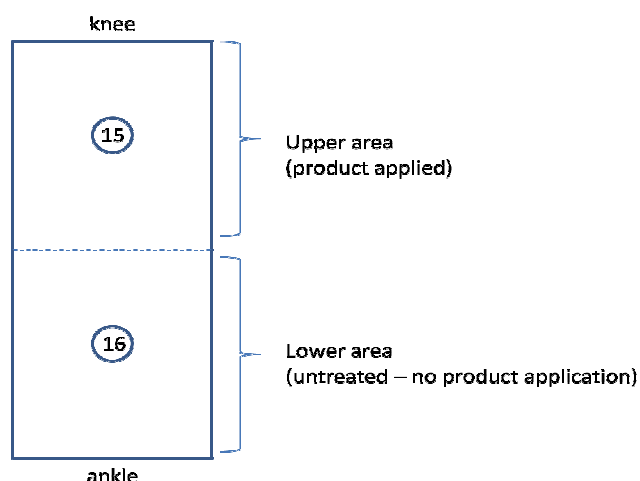 knee
15
Upper area
(product applied)
16
Lower area
(untreated – no product application)
ankle